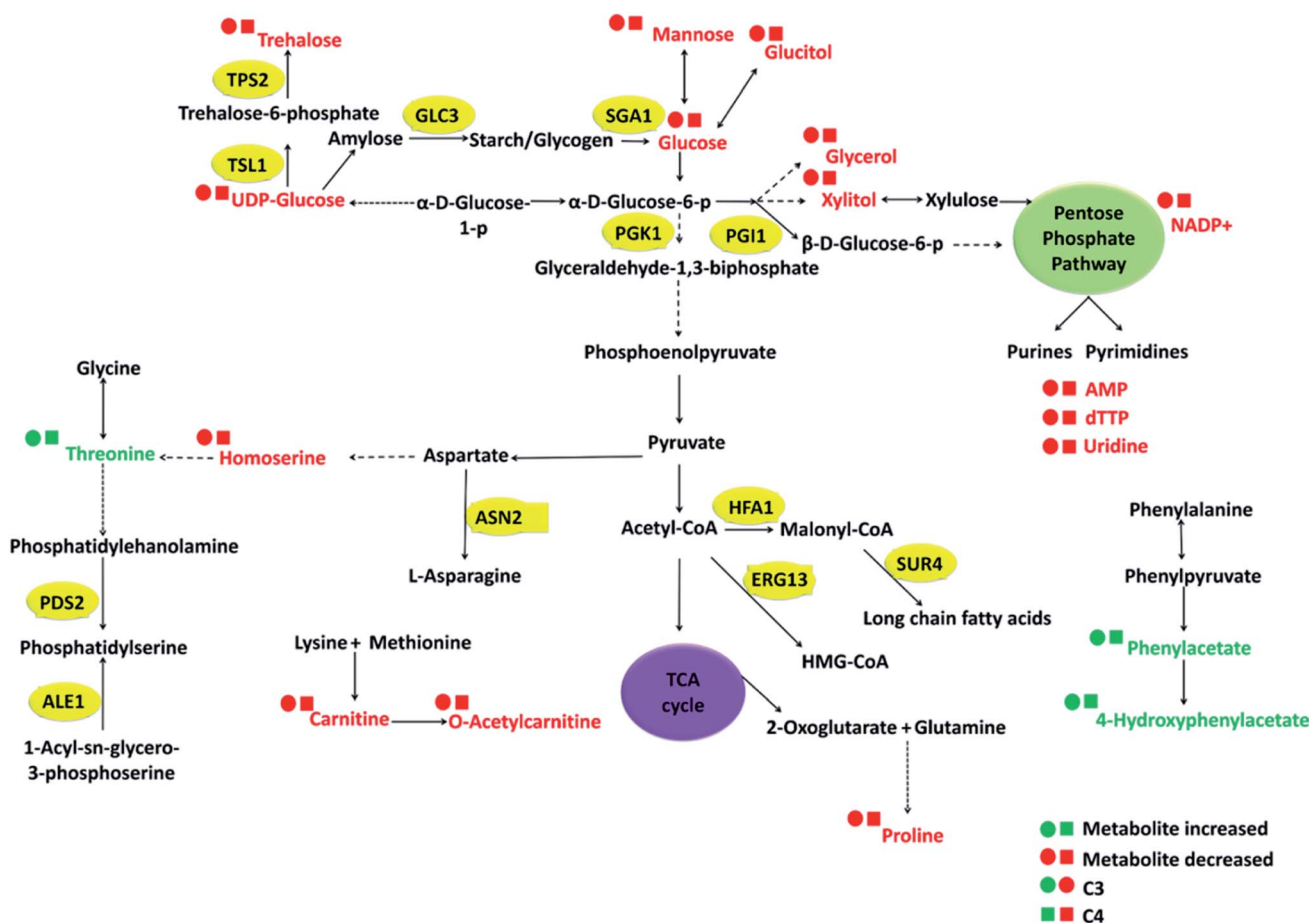 Trehalose
Mannose
Glucitol
TPS2
Trehalose-6-phosphate
GLC3
SGA1
Amylose
Starch/Glycogen
Glucose
Glycerol
TSL1
UDP-Glucose
α-D-Glucose-
1-p
α-D-Glucose-6-p
Xylitol
Xylulose
Pentose
Phosphate
Pathway
NADP+
PGK1
PGI1
β-D-Glucose-6-p
Glyceraldehyde-1,3-biphosphate
Phosphoenolpyruvate
Purines Pyrimidines
AMP
dTTP
Uridine
Glycine
Threonine
Homoserine
Aspartate
Pyruvate
ASN2
Acetyl-CoA
HFA1
Malonyl-CoA
Phenylalanine
Phosphatidylehanolamine
L-Asparagine
ERG13
SUR4
Phenylpyruvate
PDS2
Long chain fatty acids
Phosphatidylserine
Lysine + Methionine
HMG-CoA
Phenylacetate
ALE1
TCA
cycle
Carnitine
O-Acetylcarnitine
2-Oxoglutarate + Glutamine
4-Hydroxyphenylacetate
1-Acyl-sn-glycero-
3-phosphoserine
Proline
Metabolite increased
Metabolite decreased
C3
C4